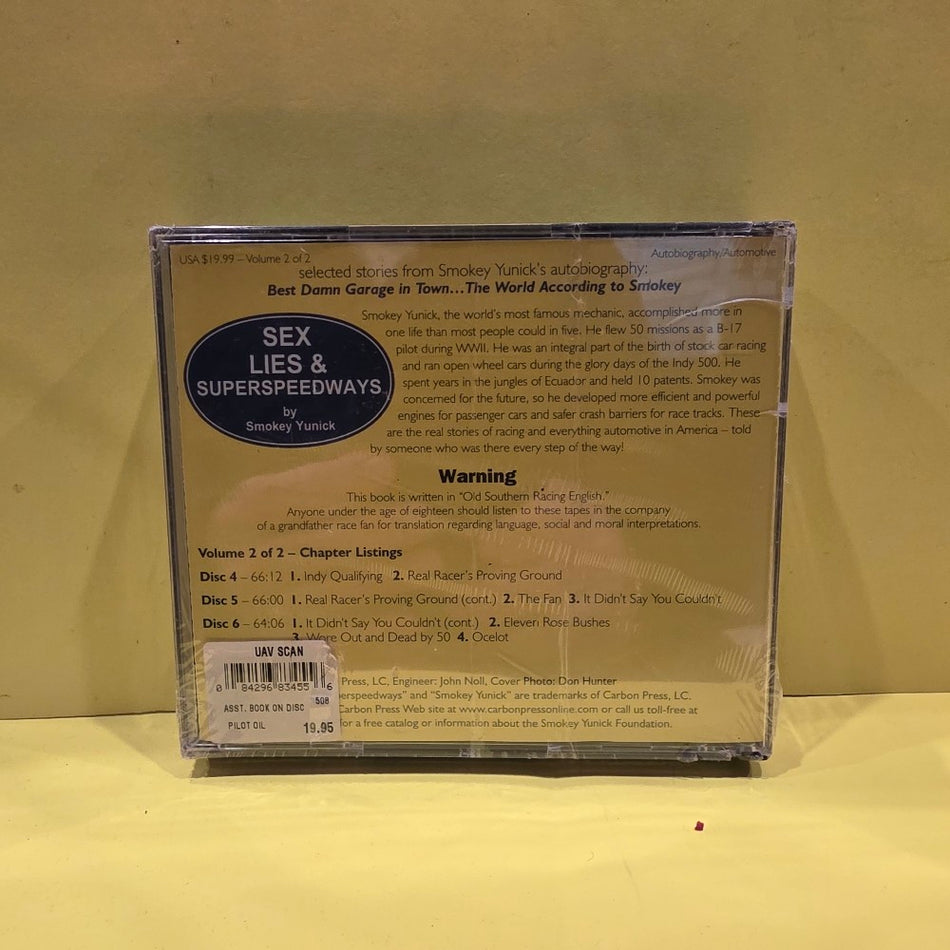 USA $19.99 – Volume 2 of 2
Autobiography/Automotive
selected stories from Smokey Yunick's autobiography:
Best Damn Garage in Town...The World According to Smokey
SEX
LIES &
SUPERSPEEDWAYS
by
Smokey Yunick
Smokey Yunick, the world's most famous mechanic, accomplished more in
one life than most people could in five. He flew 50 missions as a B-17
pilot during WWII. He was an integral part of the birth of stock car racing
and ran open wheel cars during the glory days of the Indy 500. He
spent years in the jungles of Ecuador and held 10 patents. Smokey was
concerned for the future, so he developed more efficient and powerful
engines for passenger cars and safer crash barriers for race tracks. These
are the real stories of racing and everything automotive in America – told
by someone who was there every step of the way!
Warning
This book is written in "Old Southern Racing English."
Anyone under the age of eighteen should listen to these tapes in the company
of a grandfather race fan for translation regarding language, social and moral interpretations.
Volume 2 of 2 – Chapter Listings
Disc 4 – 66:12 1. Indy Qualifying 2. Real Racer's Proving Ground
Disc 5 – 66:00 1. Real Racer's Proving Ground (cont.) 2. The Fan 3. It Didn't Say You Couldn't
Disc 6 – 64:06 1. It Didn't Say You Couldn't (cont.) 2. Eleven Rose Bushes
3. Wore Out and Dead by 50 4. Ocelot
Press, LC, Engineer: John Noll, Cover Photo: Don Hunter
perspeedways" and "Smokey Yunick" are trademarks of Carbon Press, LC.
Carbon Press Web site at www.carbonpressonline.com or call us toll-free at
for a free catalog or information about the Smokey Yunick Foundation.
UAV SCAN
0 84296 83455 6
ASST. BOOK ON DISC 508
PILOT OIL 19.95